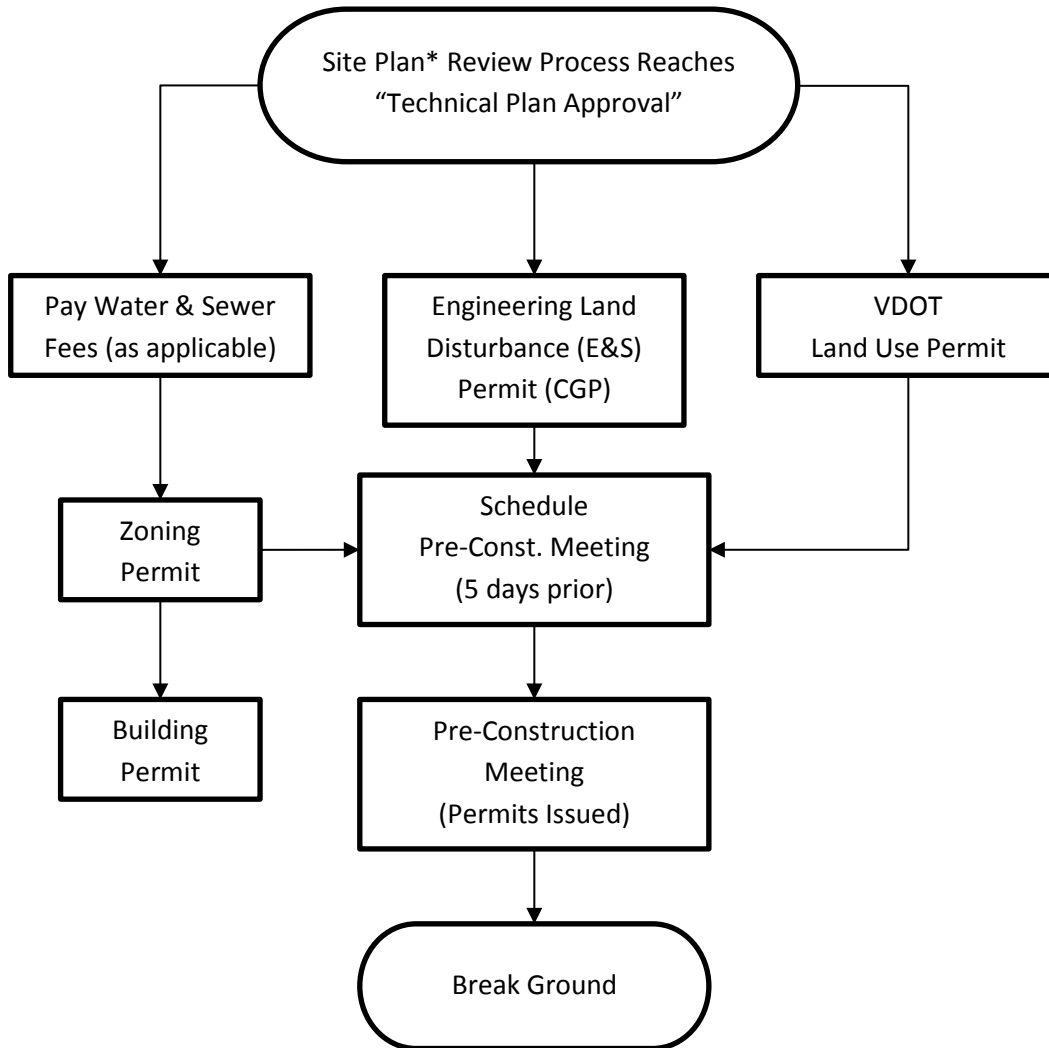 Site Plan* Review Process Reaches
“Technical Plan Approval”
Pay Water & Sewer
Fees (as applicable)
Engineering Land
Disturbance (E&S)
Permit (CGP)
VDOT
Land Use Permit
Zoning
Permit
Schedule
Pre-Const. Meeting
(5 days prior)
Building
Permit
Pre-Construction
Meeting
(Permits Issued)
Break Ground